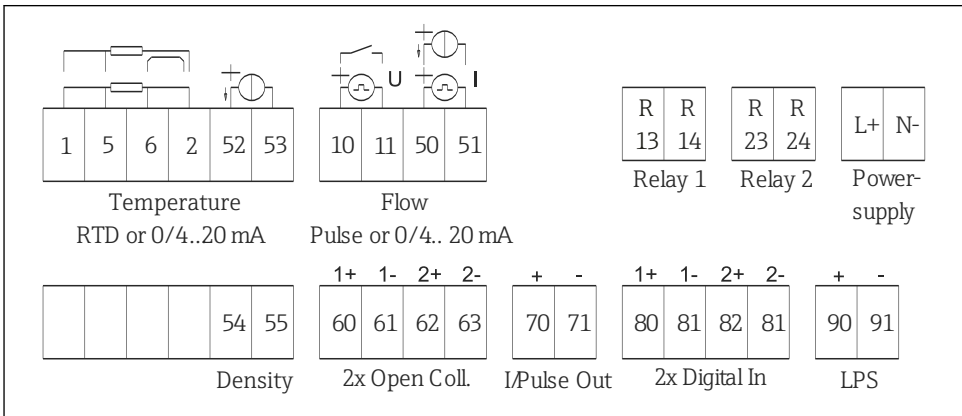 U I
1 5 6 2 52 53 10 11 50 51
R R R R
13 14 23 24 L+ N-
Relay 1 Relay 2 Power-
supply
Temperature Flow
RTD or 0/4..20 mA Pulse or 0/4.. 20 mA
1+ 1- 2+ 2- + - 1+ 1- 2+ 2- + -
54 55 60 61 62 63 70 71 80 81 82 81 90 91
Density 2x Open Coll. I/Pulse Out 2x Digital In LPS